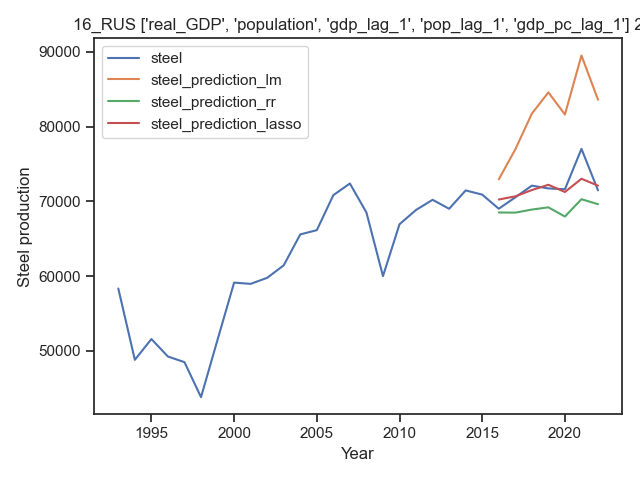 16_RUS ['real_GDP', 'population', 'gdp_lag_1', 'pop_lag_1', 'gdp_pc_lag_1'] 2
90000
80000
70000
60000
50000
Steel production
steel
steel_prediction_lm
steel_prediction_rr
steel_prediction_lasso
1995
2000
2005
2010
2015
2020
Year